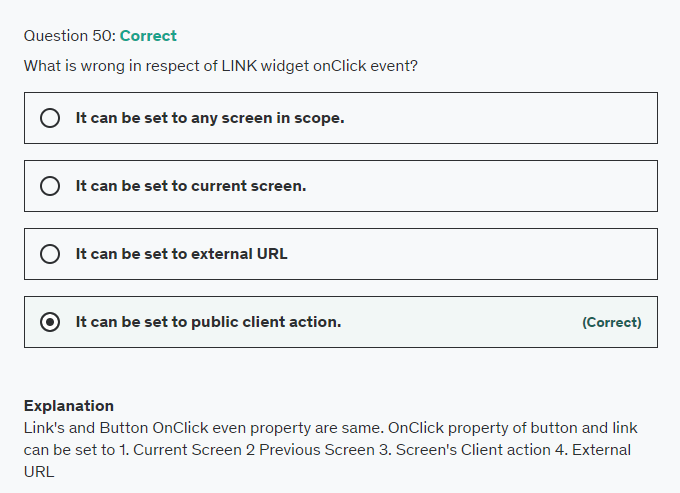 Question 50: Correct
What is wrong in respect of LINK widget onClick event?
It can be set to any screen in scope.
It can be set to current screen.
It can be set to external URL
It can be set to public client action. (Correct)
Explanation
Link's and Button OnClick even property are same. OnClick property of button and link
can be set to 1. Current Screen 2 Previous Screen 3. Screen's Client action 4. External
URL